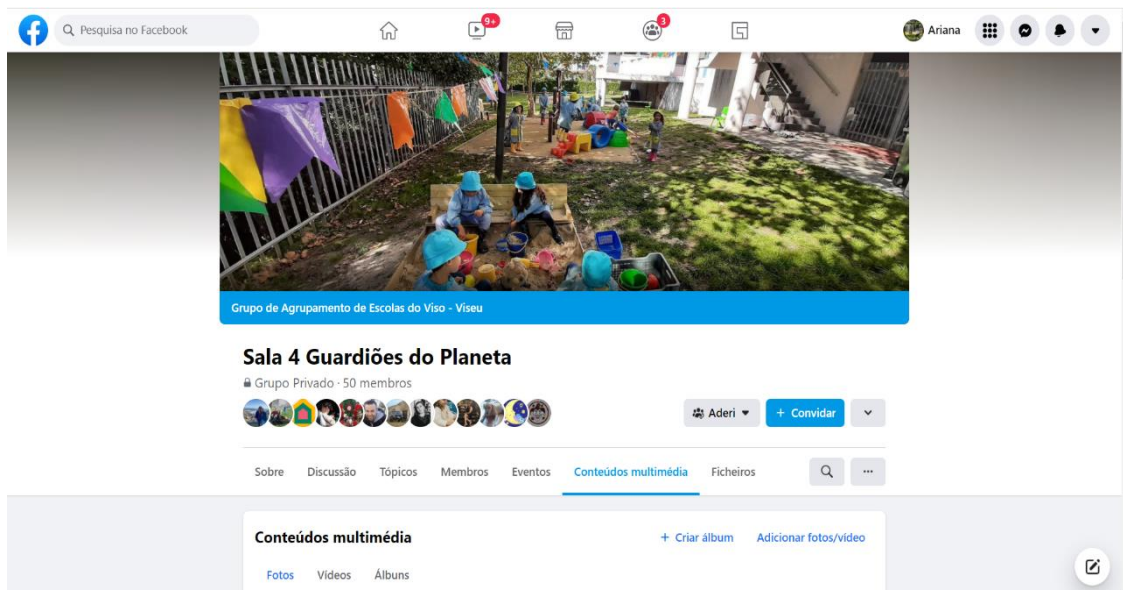 Pesquisa no Facebook
9+
3
Ariana
Grupo de Agrupamento de Escolas do Viso - Viseu
Sala 4 Guardiões do Planeta
Grupo Privado · 50 membros
Aderi + Convidar
Sobre Discussão Tópicos Membros Eventos Conteúdos multimédia Ficheiros
Conteúdos multimédia + Criar álbum Adicionar fotos/vídeo
Fotos Vídeos Álbuns